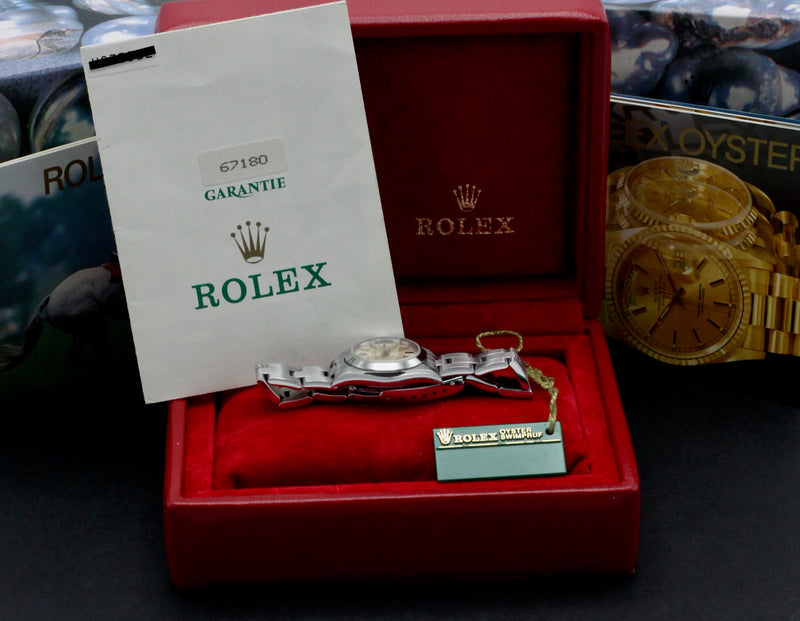 67180
GARANTIE
ROLEX
ROLEX
ROLEX OYSTER
SWIMPRUF
ROL
EX OYSTER